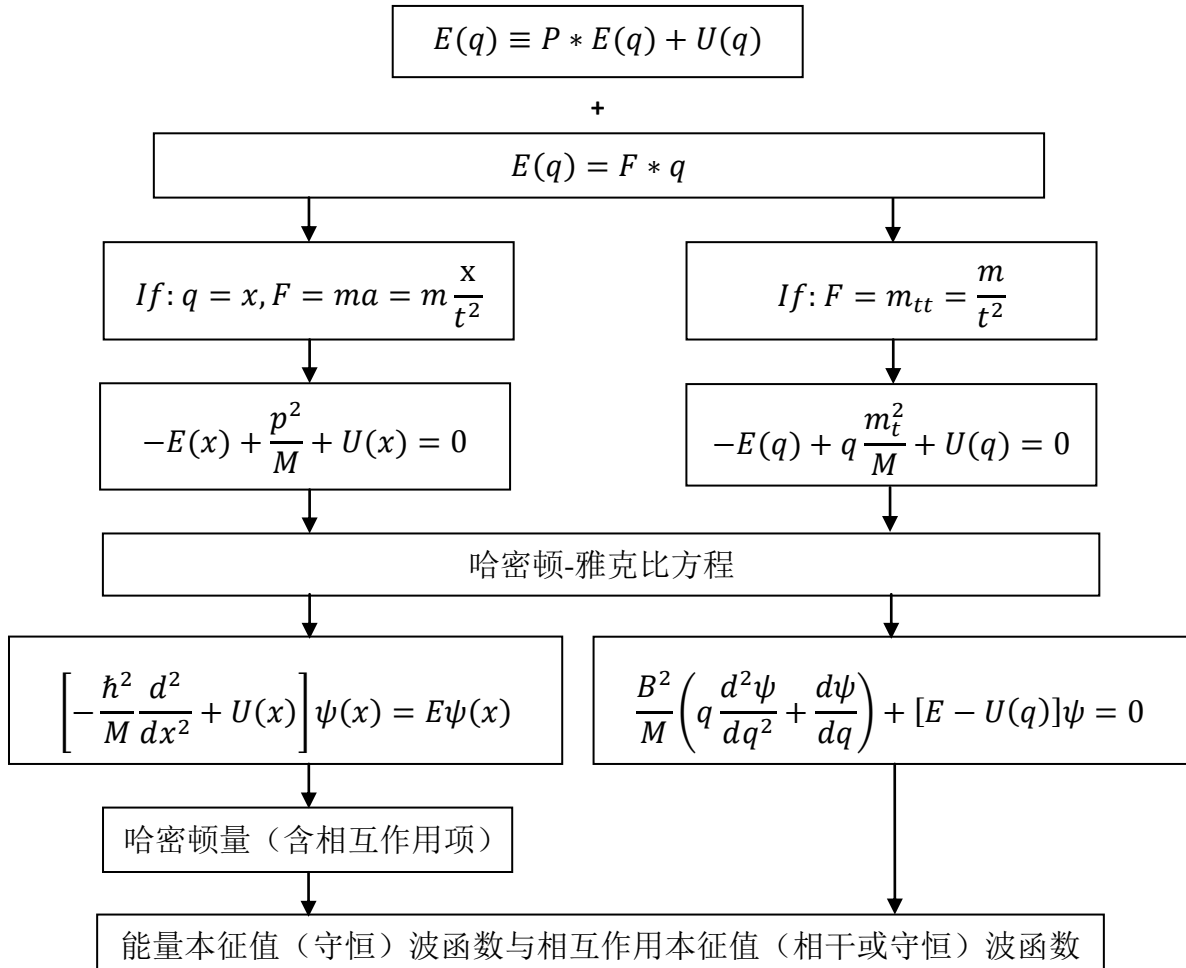 E(q) ≡ P * E(q) + U(q)
+
E(q) = F * q
If: q = x, F = ma = m x/t²
If: F = m_tt = m/t²
−E(x) + p²/M + U(x) = 0
−E(q) + q m_t²/M + U(q) = 0
哈密顿-雅克比方程
[−ℏ²/M d²/dx² + U(x)] ψ(x) = Eψ(x)
B²/M (q d²ψ/dq² + dψ/dq) + [E − U(q)]ψ = 0
哈密顿量（含相互作用项）
能量本征值（守恒）波函数与相互作用本征值（相干或守恒）波函数